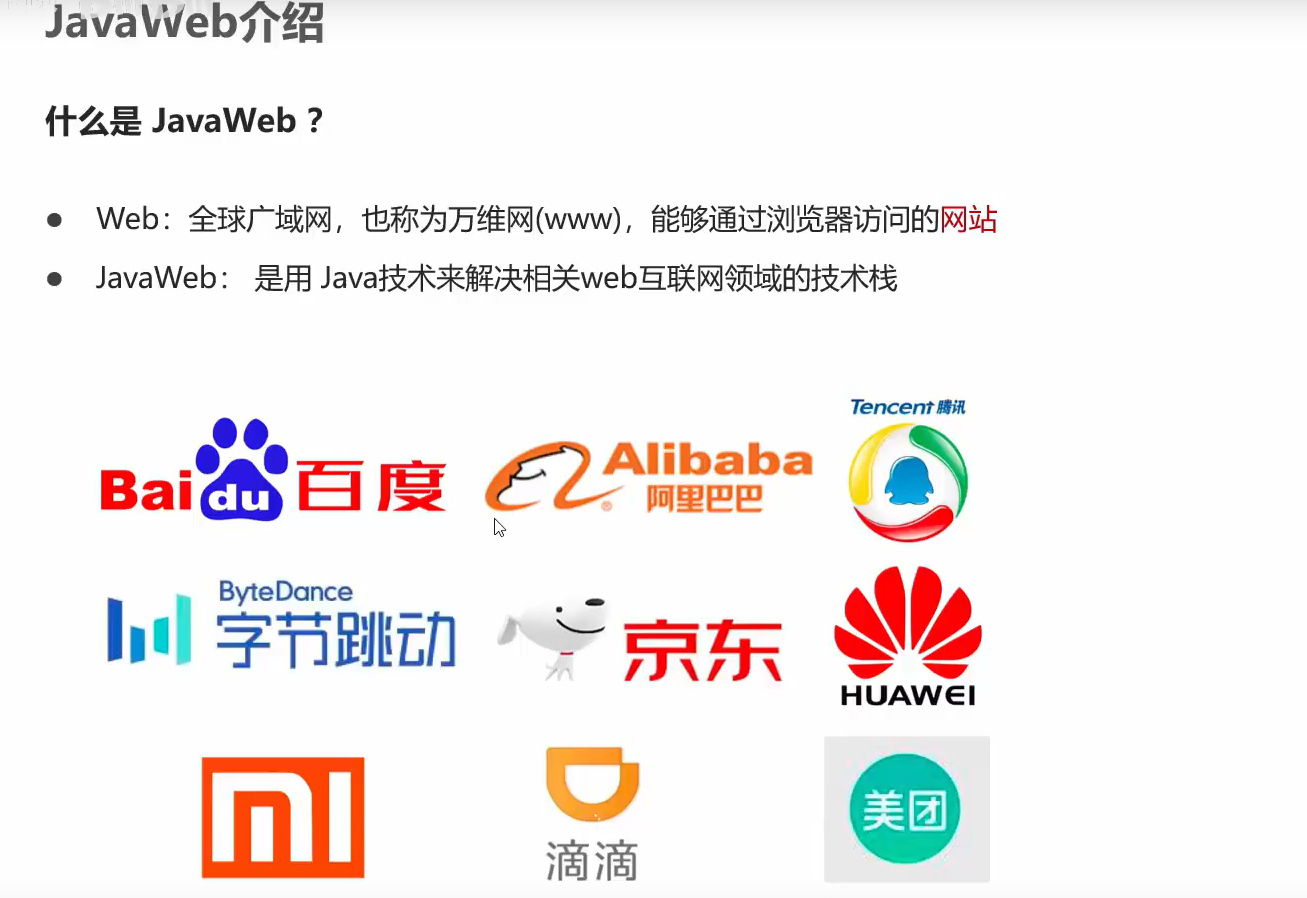 JavaWeb介绍
什么是 JavaWeb ?
● Web：全球广域网，也称为万维网(www)，能够通过浏览器访问的网站
● JavaWeb： 是用 Java技术来解决相关web互联网领域的技术栈
Bai du 百度
Alibaba
阿里巴巴
Tencent 腾讯
ByteDance
字节跳动
京东
HUAWEI
滴滴
美团